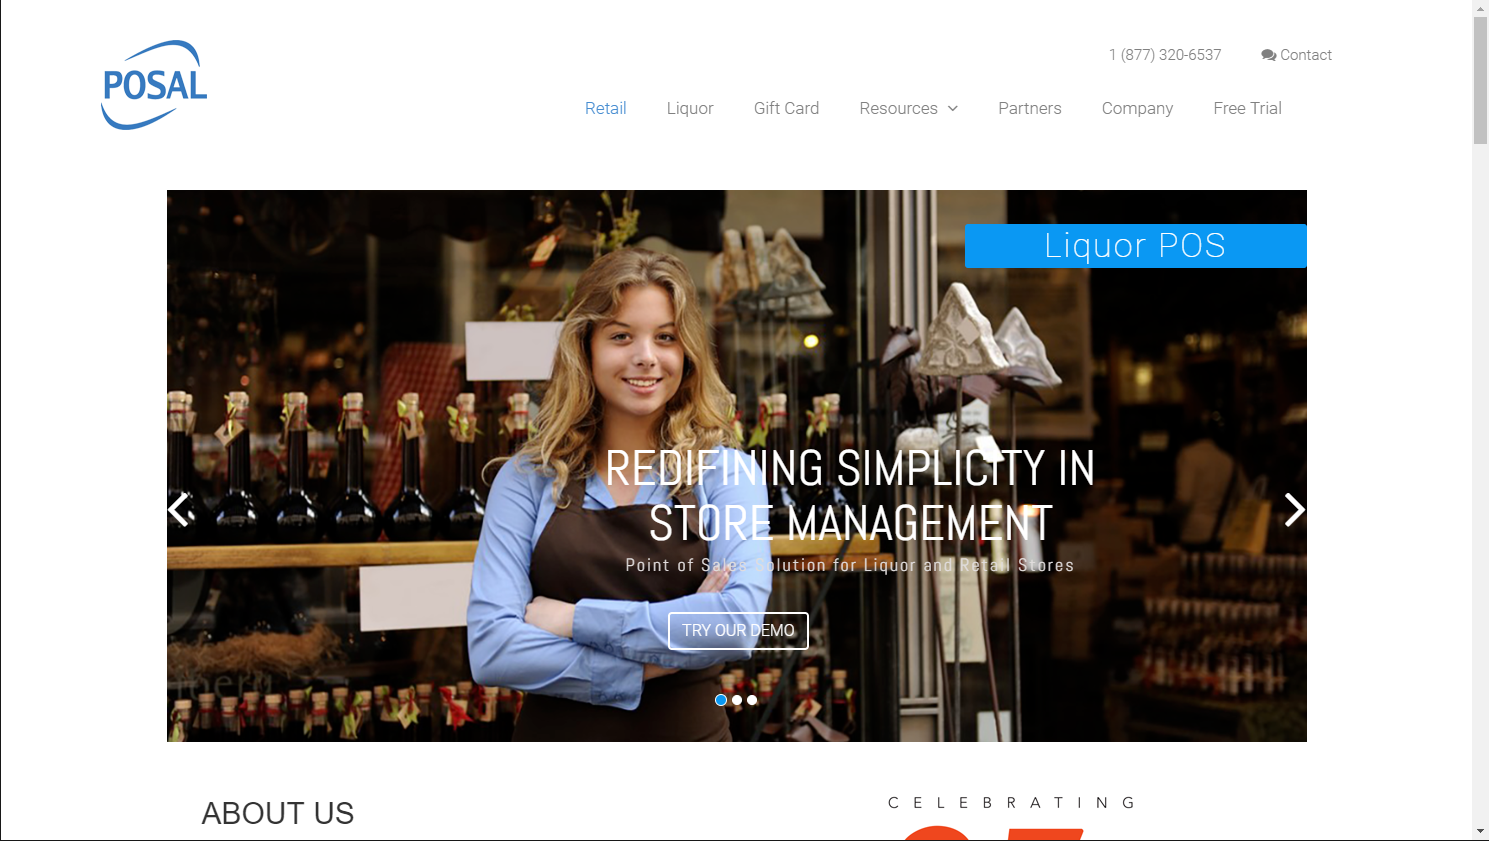 POSAL
1 (877) 320-6537
Contact
Retail
Liquor
Gift Card
Resources
Partners
Company
Free Trial
Liquor POS
REDIFINING SIMPLICITY IN
STORE MANAGEMENT
Point of Sales Solution for Liquor and Retail Stores
TRY OUR DEMO
ABOUT US
CELEBRATING